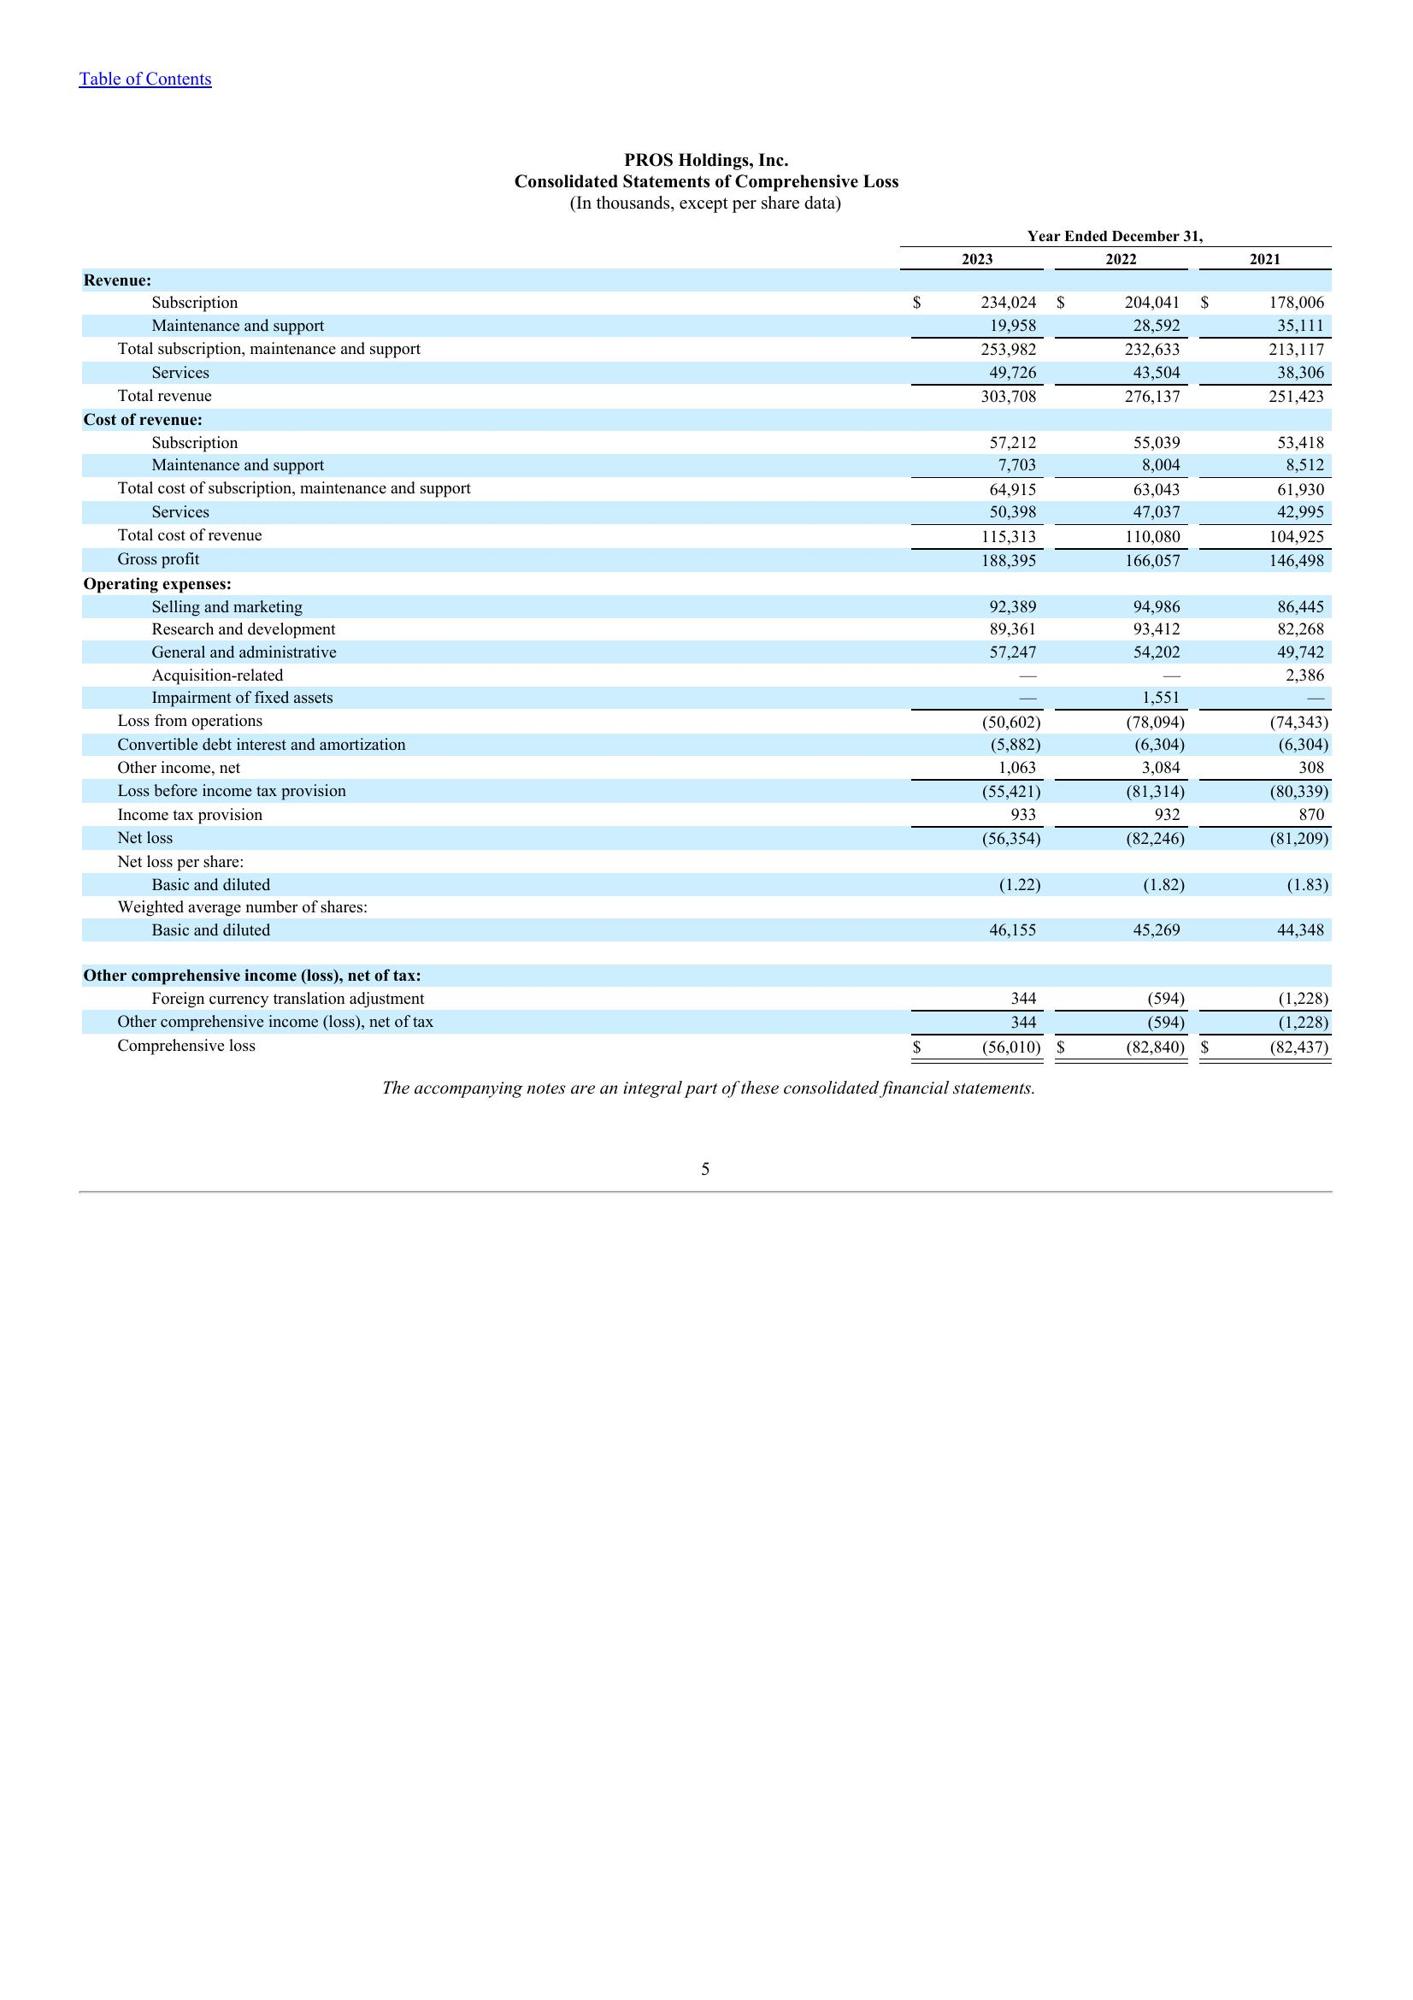 Table of Contents
PROS Holdings, Inc.
Consolidated Statements of Comprehensive Loss
(In thousands, except per share data)
Year Ended December 31,
2023 2022 2021
Revenue:
Subscription $ 234,024 $ 204,041 $ 178,006
Maintenance and support 19,958 28,592 35,111
Total subscription, maintenance and support 253,982 232,633 213,117
Services 49,726 43,504 38,306
Total revenue 303,708 276,137 251,423
Cost of revenue:
Subscription 57,212 55,039 53,418
Maintenance and support 7,703 8,004 8,512
Total cost of subscription, maintenance and support 64,915 63,043 61,930
Services 50,398 47,037 42,995
Total cost of revenue 115,313 110,080 104,925
Gross profit 188,395 166,057 146,498
Operating expenses:
Selling and marketing 92,389 94,986 86,445
Research and development 89,361 93,412 82,268
General and administrative 57,247 54,202 49,742
Acquisition-related — — 2,386
Impairment of fixed assets — 1,551 —
Loss from operations (50,602) (78,094) (74,343)
Convertible debt interest and amortization (5,882) (6,304) (6,304)
Other income, net 1,063 3,084 308
Loss before income tax provision (55,421) (81,314) (80,339)
Income tax provision 933 932 870
Net loss (56,354) (82,246) (81,209)
Net loss per share:
Basic and diluted (1.22) (1.82) (1.83)
Weighted average number of shares:
Basic and diluted 46,155 45,269 44,348
Other comprehensive income (loss), net of tax:
Foreign currency translation adjustment 344 (594) (1,228)
Other comprehensive income (loss), net of tax 344 (594) (1,228)
Comprehensive loss $ (56,010) $ (82,840) $ (82,437)
The accompanying notes are an integral part of these consolidated financial statements.
5